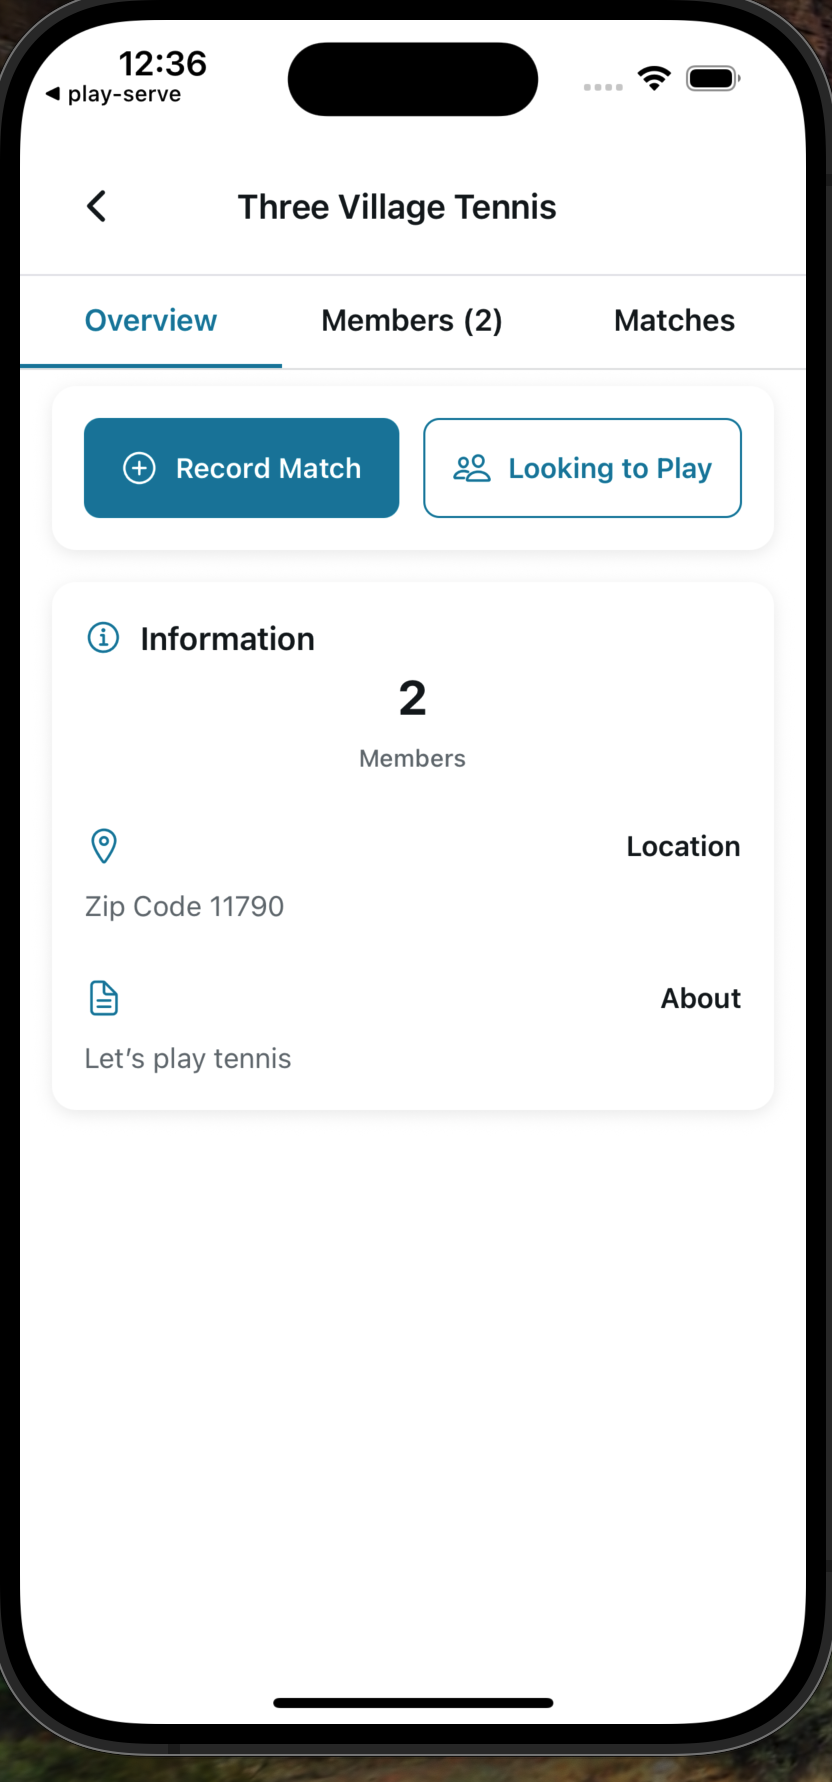 12:36
◀ play-serve
Three Village Tennis
Overview
Members (2)
Matches
Record Match
Looking to Play
Information
2
Members
Location
Zip Code 11790
About
Let's play tennis